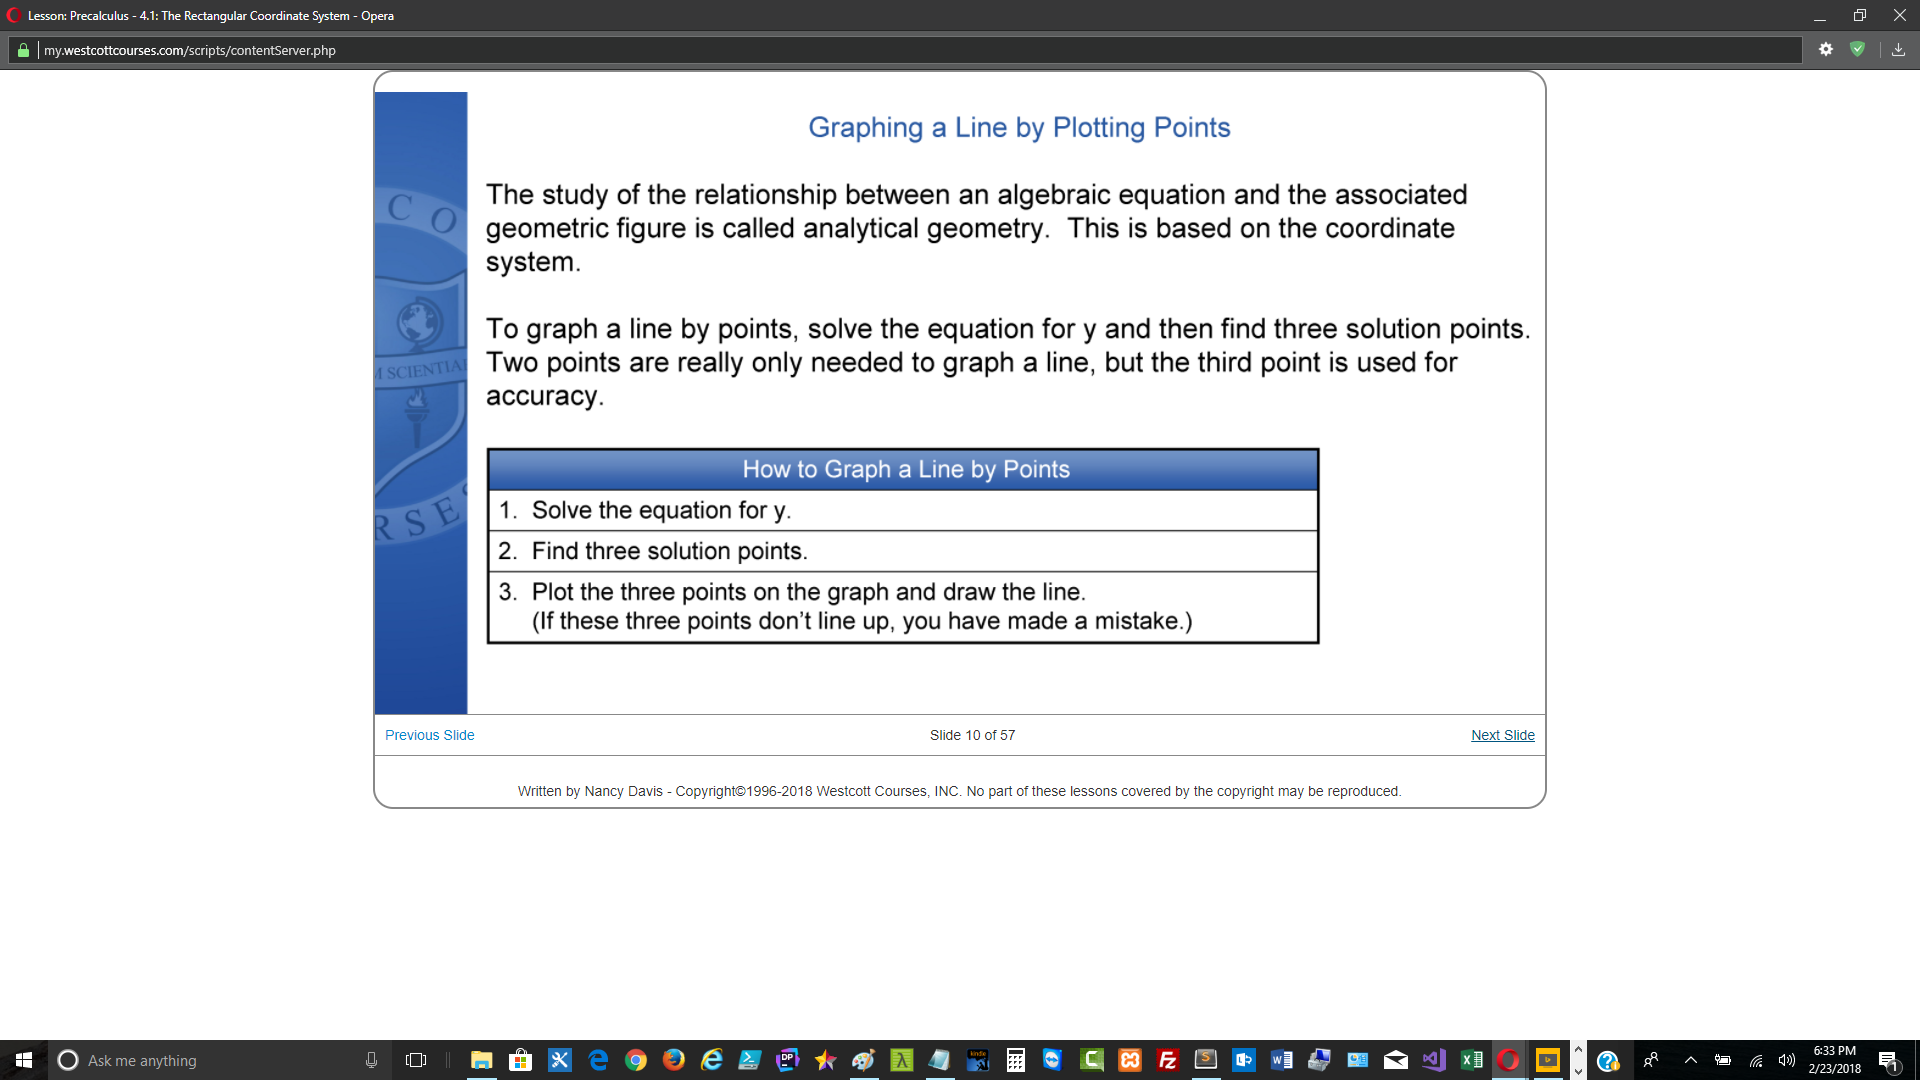 Lesson: Precalculus - 4.1: The Rectangular Coordinate System - Opera
my.westcottcourses.com/scripts/contentServer.php
Graphing a Line by Plotting Points
The study of the relationship between an algebraic equation and the associated
geometric figure is called analytical geometry.  This is based on the coordinate
system.
To graph a line by points, solve the equation for y and then find three solution points.
Two points are really only needed to graph a line, but the third point is used for
accuracy.
C O
M SCIENTIA
R S E S
How to Graph a Line by Points
1. Solve the equation for y.
2. Find three solution points.
3. Plot the three points on the graph and draw the line.
(If these three points don't line up, you have made a mistake.)
Previous Slide
Slide 10 of 57
Next Slide
Written by Nancy Davis - Copyright©1996-2018 Westcott Courses, INC. No part of these lessons covered by the copyright may be reproduced.
Ask me anything
6:33 PM
2/23/2018
1